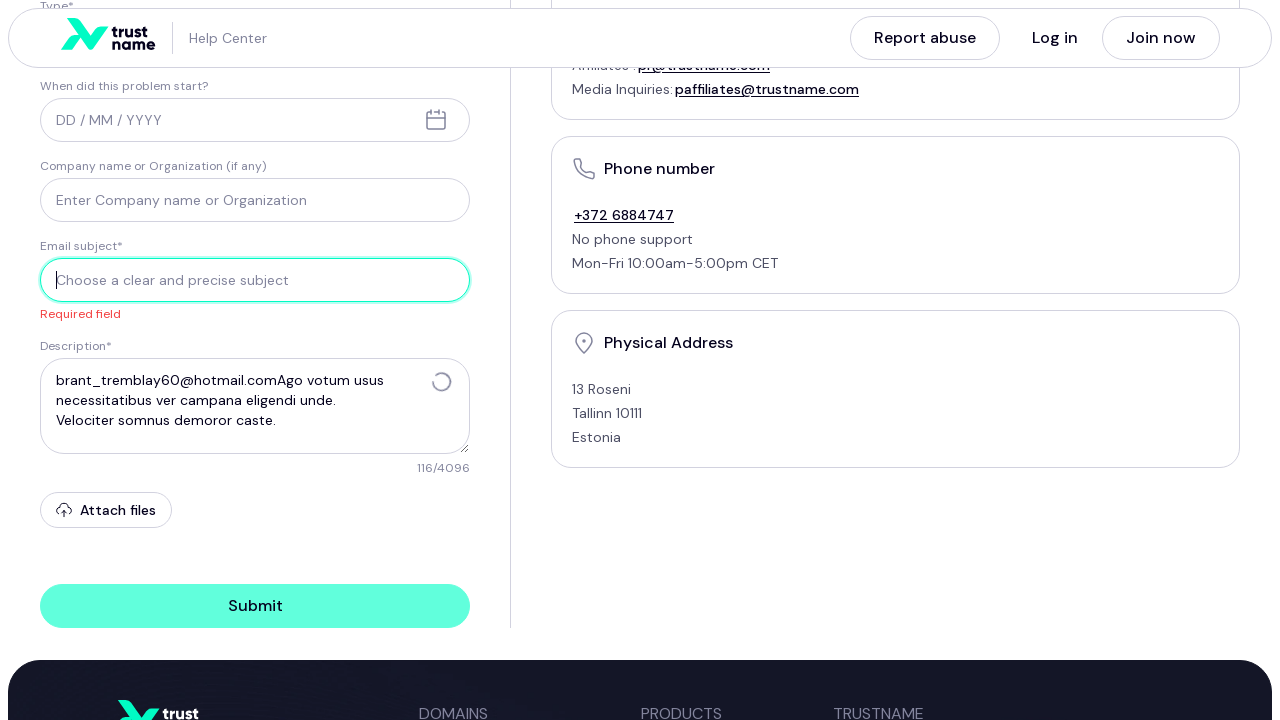 Type*
trust
name
Help Center
Report abuse
Log in
Join now
When did this problem start?
DD / MM / YYYY
Company name or Organization (if any)
Enter Company name or Organization
Email subject*
Choose a clear and precise subject
Required field
Description*
brant_tremblay60@hotmail.comAgo votum usus
necessitatibus ver campana eligendi unde.
Velociter somnus demoror caste.
116/4096
Attach files
Submit
Affiliates : pr@trustname.com
Media Inquiries: paffiliates@trustname.com
Phone number
+372 6884747
No phone support
Mon-Fri 10:00am-5:00pm CET
Physical Address
13 Roseni
Tallinn 10111
Estonia
trust
DOMAINS
PRODUCTS
TRUSTNAME